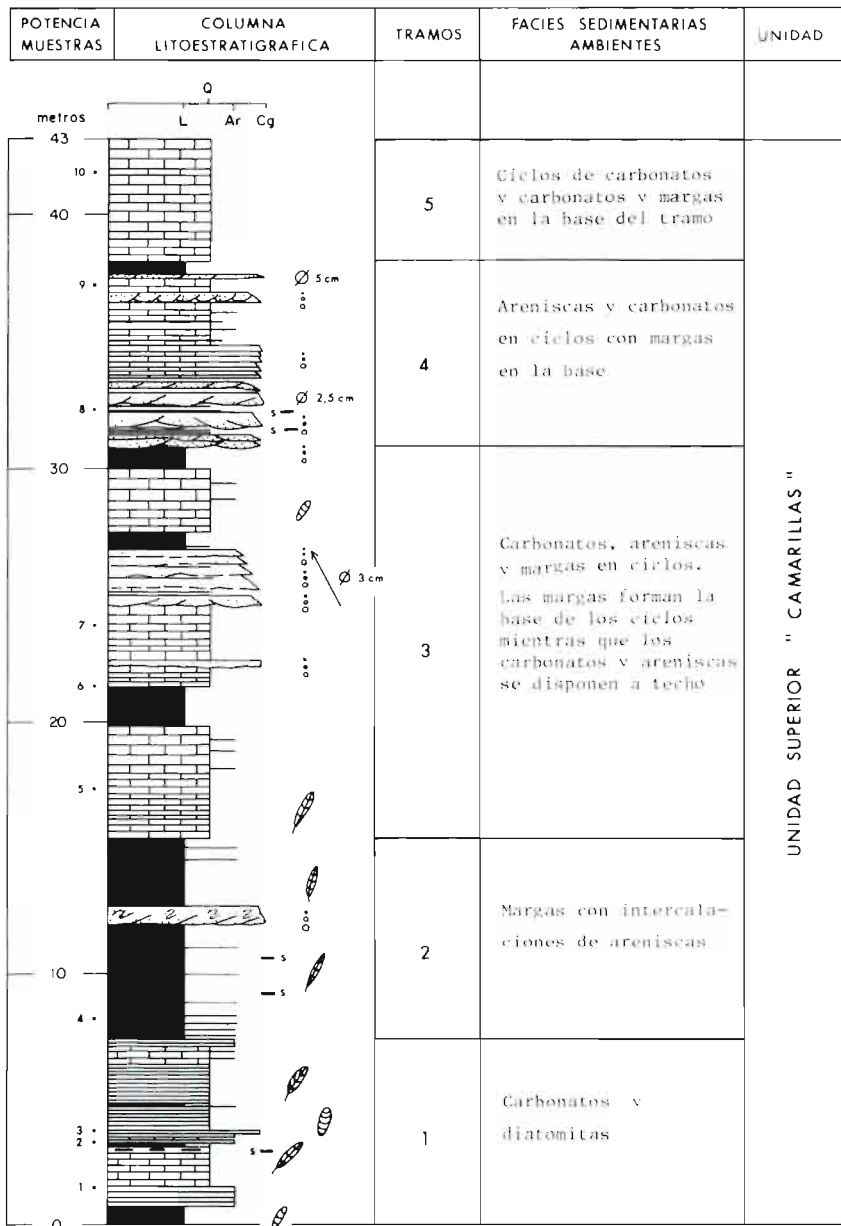 POTENCIA
MUESTRAS
COLUMNA
LITOESTRATIGRAFICA
TRAMOS
FACIES SEDIMENTARIAS
AMBIENTES
UNIDAD
Q
metros
L Ar Cg
43
10
5
Ciclos de carbonatos
y carbonatos y margas
en la base del tramo
40
9
5 cm
4
Areniscas y carbonatos
en ciclos con margas
en la base
8
s
2,5 cm
s
30
3 cm
7
3
Carbonatos, areniscas
y margas en ciclos.
Las margas forman la
base de los ciclos
mientras que los
carbonatos y areniscas
se disponen a techo
6
20
5
UNIDAD SUPERIOR " CAMARILLAS "
2
Margas con intercala-
ciones de areniscas
s
10
s
4
1
Carbonatos y
diatomitas
3
2
s
1
0